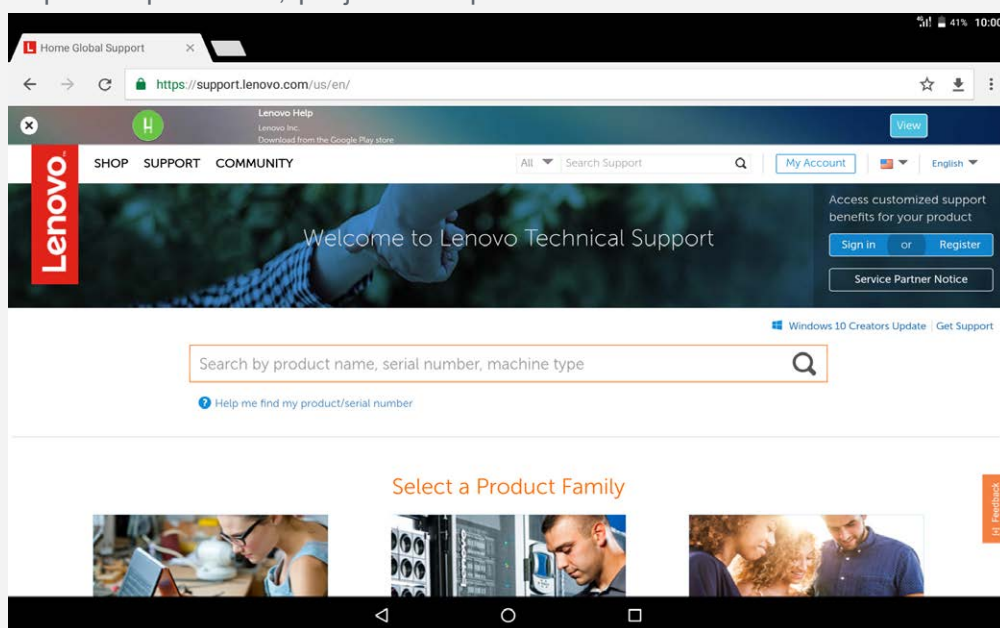 41% 10:00
Home Global Support
https://support.lenovo.com/us/en/
Lenovo Help
Lenovo Inc.
Download from the Google Play store
View
Lenovo
SHOP SUPPORT COMMUNITY
All Search Support
My Account
English
Access customized support
benefits for your product
Sign in or Register
Service Partner Notice
Welcome to Lenovo Technical Support
Windows 10 Creators Update Get Support
Search by product name, serial number, machine type
Help me find my product/serial number
Select a Product Family
[+] Feedback